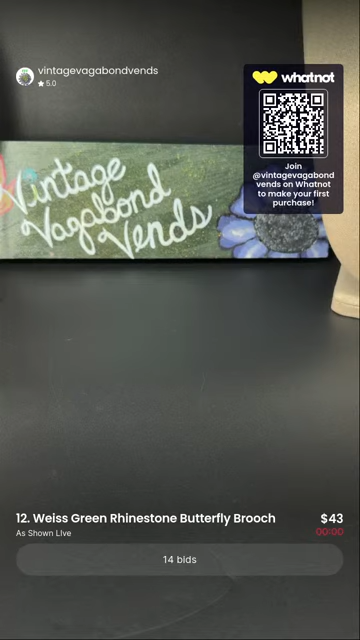 vintagevagabondvends
5.0
whatnot
Join
@vintagevagabond
vends on Whatnot
to make your first
purchase!
Vintage
Vagabond
Vends
12. Weiss Green Rhinestone Butterfly Brooch
$43
As Shown LIve
00:00
14 bids